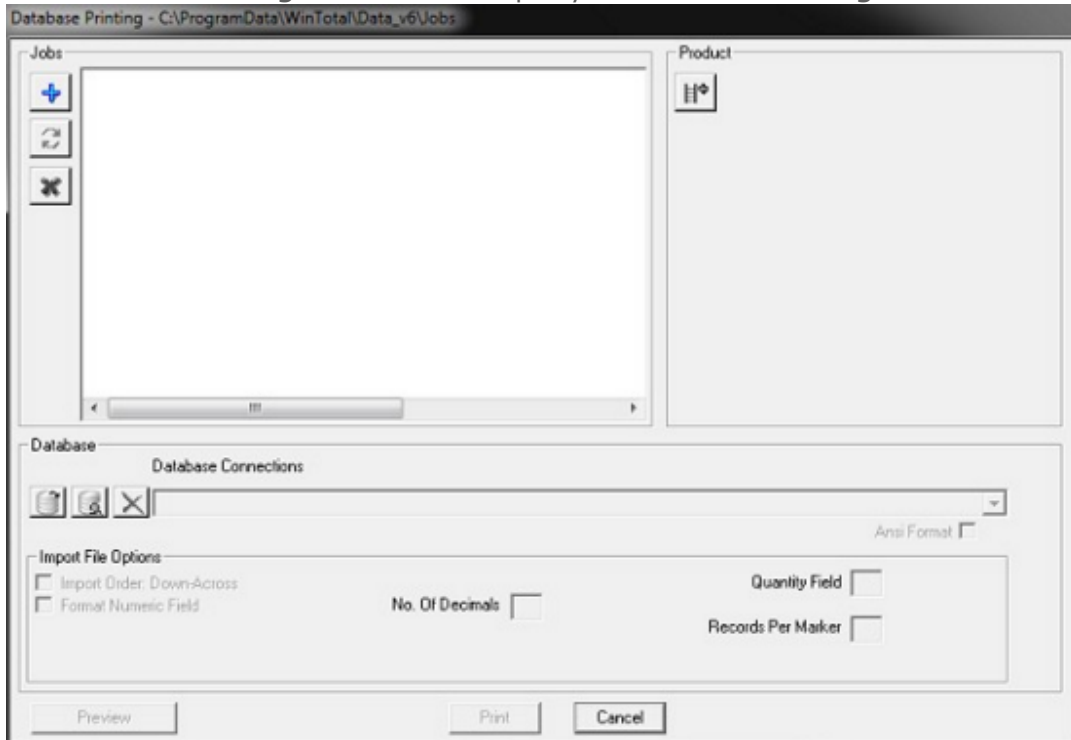 Database Printing - C:\ProgramData\WinTotal\Data_v6\Jobs
Jobs
Product
Database
Database Connections
Ansi Format
Import File Options
Import Order: Down-Across
Format Numeric Field
No. Of Decimals
Quantity Field
Records Per Marker
Preview
Print
Cancel